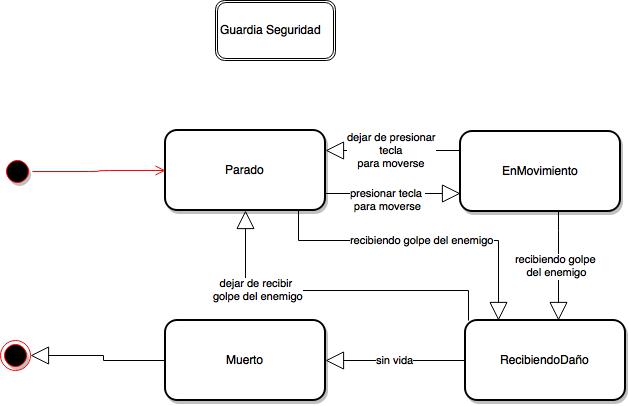 Guardia Seguridad
dejar de presionar
tecla
para moverse
Parado
EnMovimiento
presionar tecla
para moverse
recibiendo golpe del enemigo
recibiendo golpe
del enemigo
dejar de recibir
golpe del enemigo
Muerto
sin vida
RecibiendoDaño